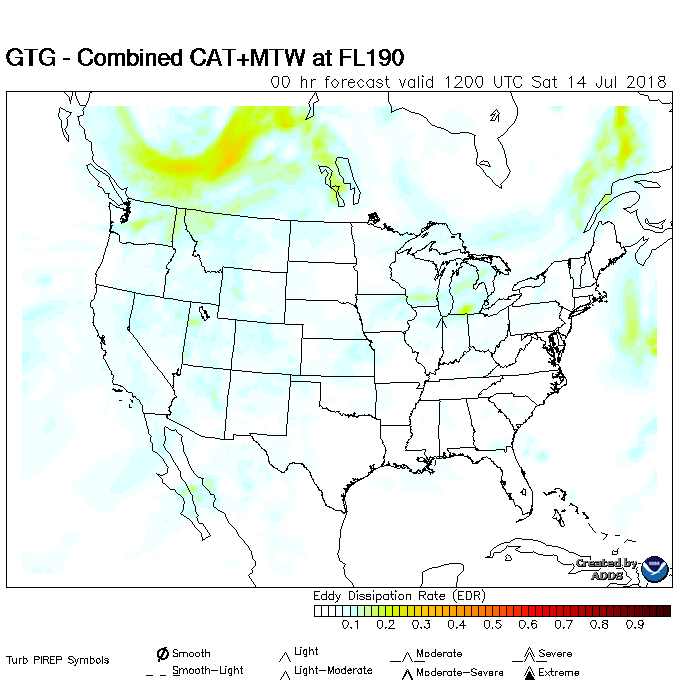 GTG - Combined CAT+MTW at FL190
00 hr forecast valid 1200 UTC Sat 14 Jul 2018
Created by
ADDS
Eddy Dissipation Rate (EDR)
0.1 0.2 0.3 0.4 0.5 0.6 0.7 0.8 0.9
Turb PIREP Symbols
Smooth Light Moderate Severe
Smooth-Light Light-Moderate Moderate-Severe Extreme